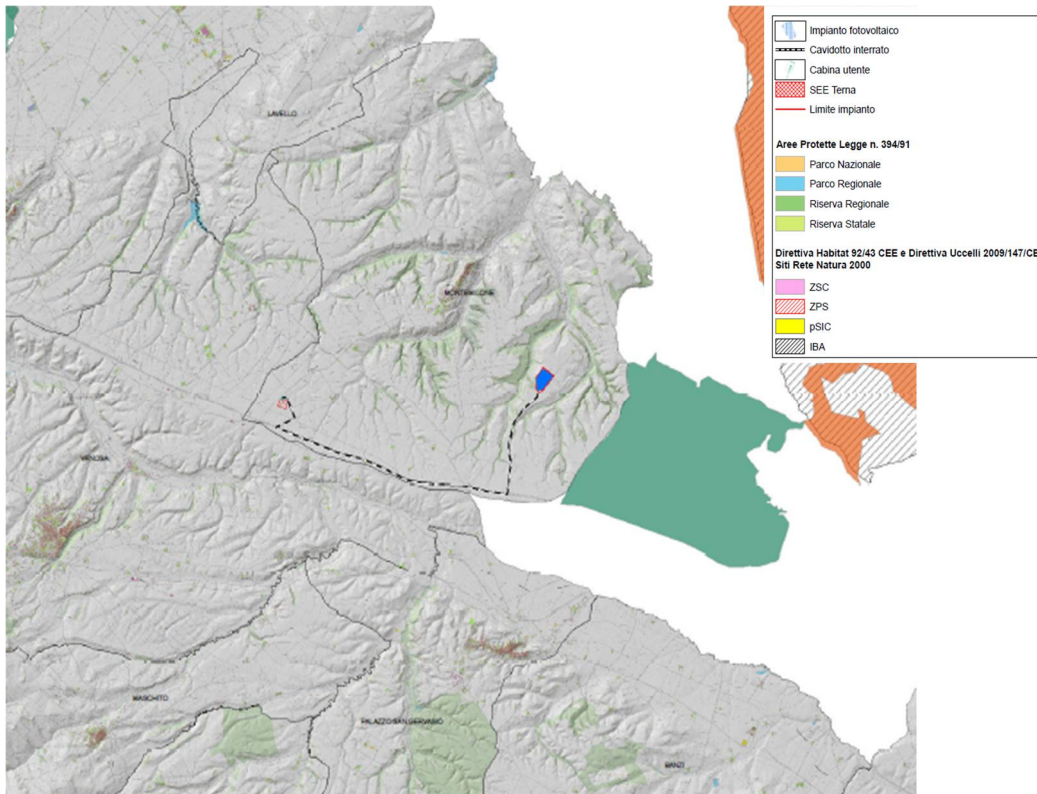 Impianto fotovoltaico
Cavidotto interrato
Cabina utente
SEE Terna
Limite impianto
Aree Protette Legge n. 394/91
Parco Nazionale
Parco Regionale
Riserva Regionale
Riserva Statale
Direttiva Habitat 92/43 CEE e Direttiva Uccelli 2009/147/CE
Siti Rete Natura 2000
ZSC
ZPS
pSIC
IBA
LAVELLO
MONTEMILONE
VENOSA
MASCHITO
PALAZZO SAN GERVASIO
BANZI